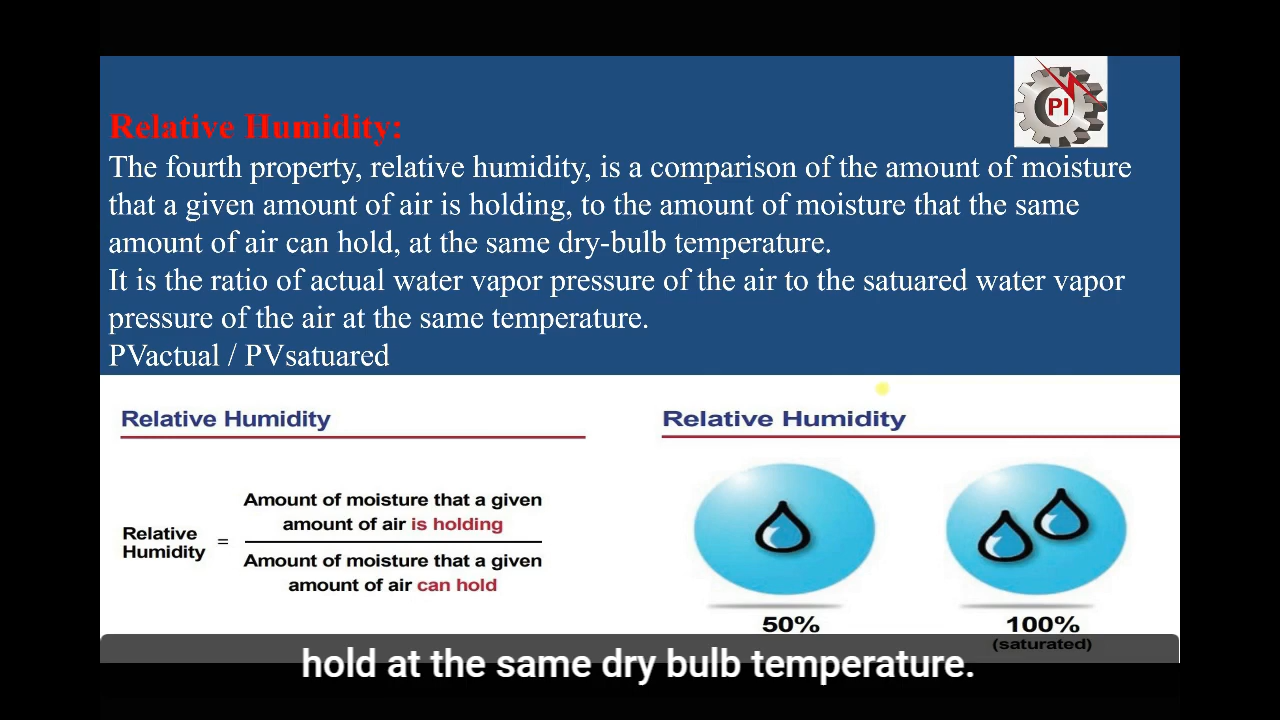 PI
Relative Humidity:
The fourth property, relative humidity, is a comparison of the amount of moisture
that a given amount of air is holding, to the amount of moisture that the same
amount of air can hold, at the same dry-bulb temperature.
It is the ratio of actual water vapor pressure of the air to the satuared water vapor
pressure of the air at the same temperature.
PVactual / PVsatuared
Relative Humidity
Relative
Humidity
=
Amount of moisture that a given
amount of air is holding
Amount of moisture that a given
amount of air can hold
Relative Humidity
50%
100%
(saturated)
hold at the same dry bulb temperature.